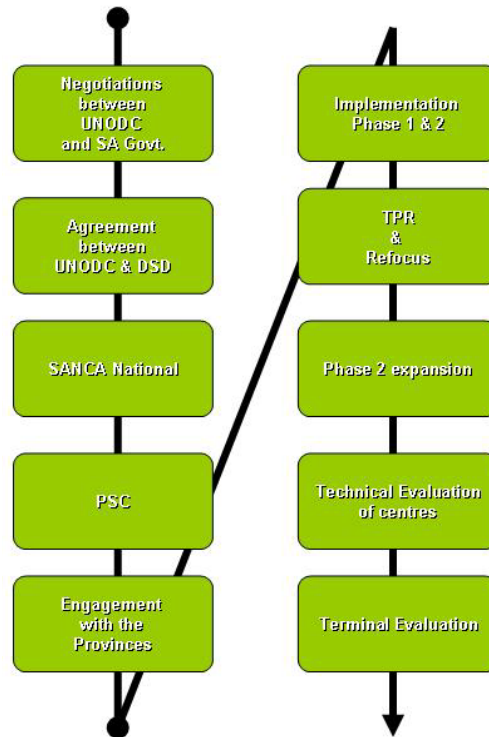 Negotiations
between
UNODC
and SA Govt.
Agreement
between
UNODC & DSD
SANCA National
PSC
Engagement
with the
Provinces
Implementation
Phase 1 & 2
TPR
&
Refocus
Phase 2 expansion
Technical Evaluation
of centres
Terminal Evaluation